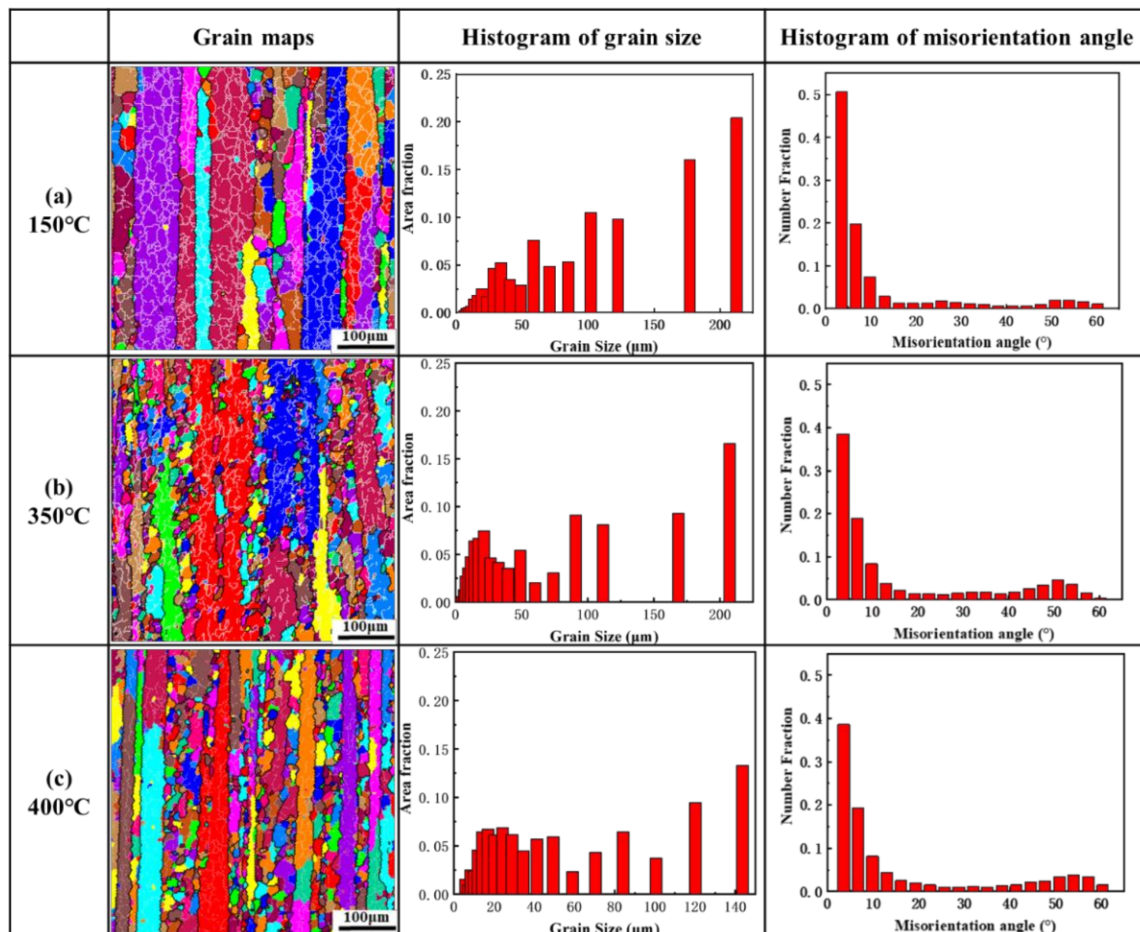 Grain maps
Histogram of grain size
Histogram of misorientation angle
(a)
150℃
100μm
0.25
0.20
0.15
0.10
0.05
0.00
Area fraction
0 50 100 150 200
Grain Size (μm)
0.5
0.4
0.3
0.2
0.1
0.0
Number Fraction
0 10 20 30 40 50 60
Misorientation angle (°)
(b)
350℃
100μm
0.25
0.20
0.15
0.10
0.05
0.00
Area fraction
0 50 100 150 200
Grain Size (μm)
0.5
0.4
0.3
0.2
0.1
0.0
Number Fraction
0 10 20 30 40 50 60
Misorientation angle (°)
(c)
400℃
100μm
0.25
0.20
0.15
0.10
0.05
0.00
Area fraction
0 20 40 60 80 100 120 140
Grain Size (μm)
0.5
0.4
0.3
0.2
0.1
0.0
Number Fraction
0 10 20 30 40 50 60
Misorientation angle (°)